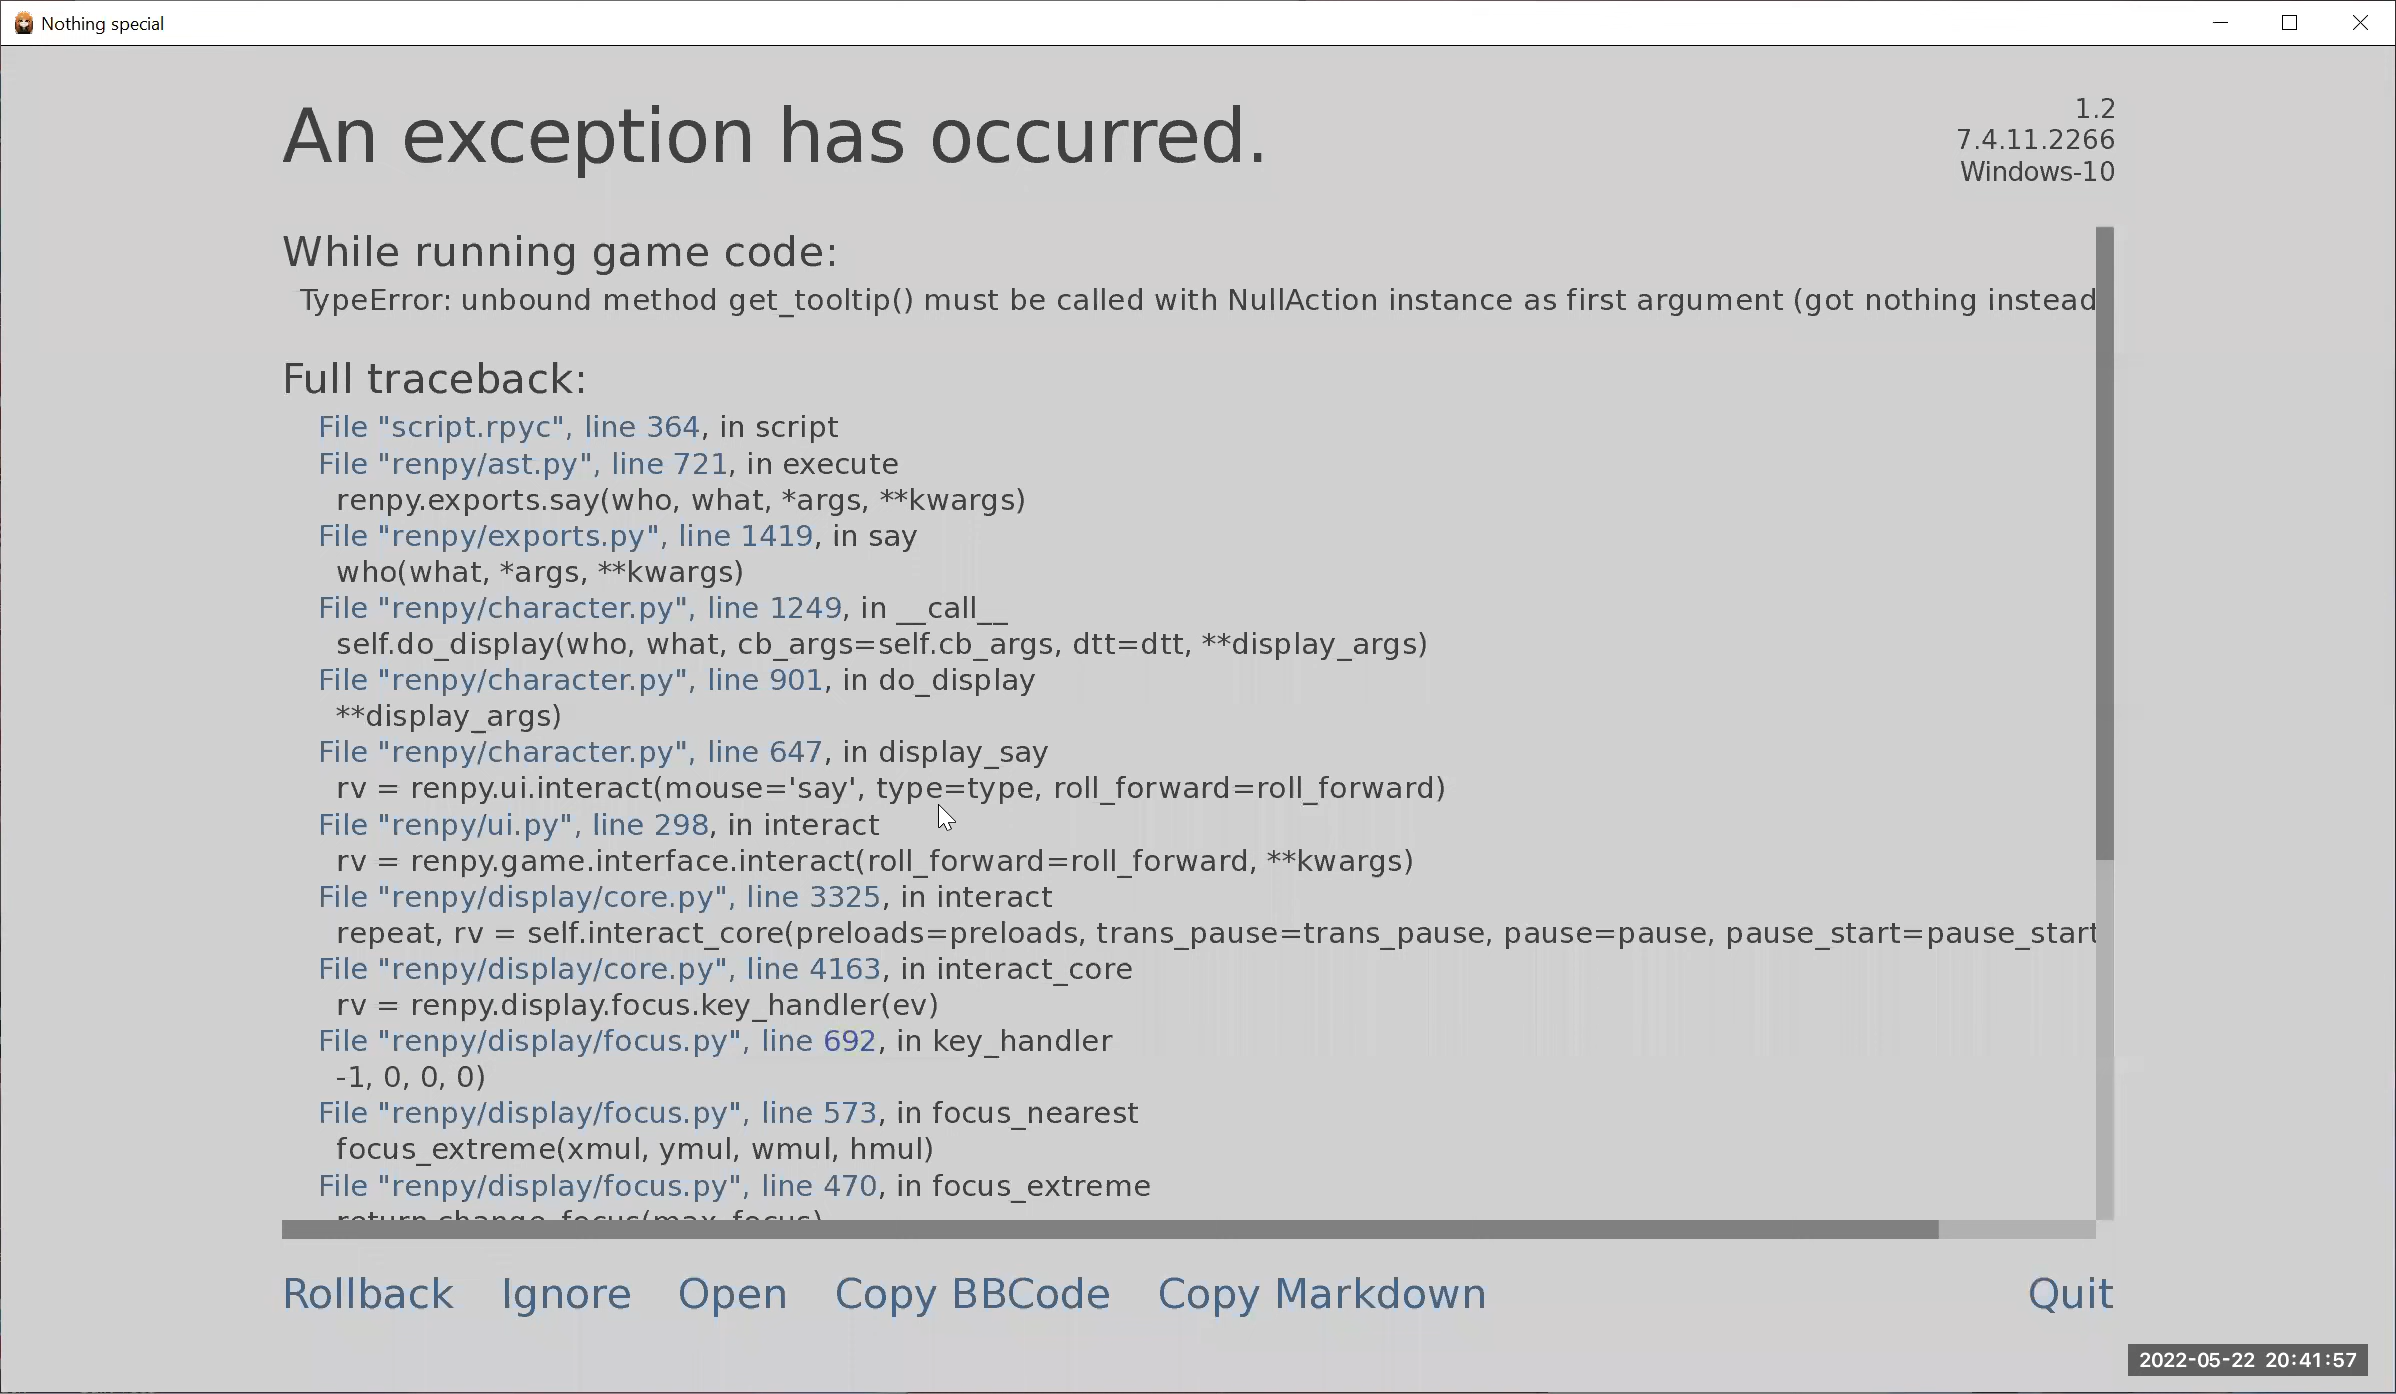 Nothing special
An exception has occurred.
1.2
7.4.11.2266
Windows-10
While running game code:
TypeError: unbound method get_tooltip() must be called with NullAction instance as first argument (got nothing instead
Full traceback:
File "script.rpyc", line 364, in script
File "renpy/ast.py", line 721, in execute
renpy.exports.say(who, what, *args, **kwargs)
File "renpy/exports.py", line 1419, in say
who(what, *args, **kwargs)
File "renpy/character.py", line 1249, in __call__
self.do_display(who, what, cb_args=self.cb_args, dtt=dtt, **display_args)
File "renpy/character.py", line 901, in do_display
**display_args)
File "renpy/character.py", line 647, in display_say
rv = renpy.ui.interact(mouse='say', type=type, roll_forward=roll_forward)
File "renpy/ui.py", line 298, in interact
rv = renpy.game.interface.interact(roll_forward=roll_forward, **kwargs)
File "renpy/display/core.py", line 3325, in interact
repeat, rv = self.interact_core(preloads=preloads, trans_pause=trans_pause, pause=pause, pause_start=pause_start
File "renpy/display/core.py", line 4163, in interact_core
rv = renpy.display.focus.key_handler(ev)
File "renpy/display/focus.py", line 692, in key_handler
-1, 0, 0, 0)
File "renpy/display/focus.py", line 573, in focus_nearest
focus_extreme(xmul, ymul, wmul, hmul)
File "renpy/display/focus.py", line 470, in focus_extreme
return change_focus(max_focus)
Rollback Ignore Open Copy BBCode Copy Markdown Quit
2022-05-22 20:41:57